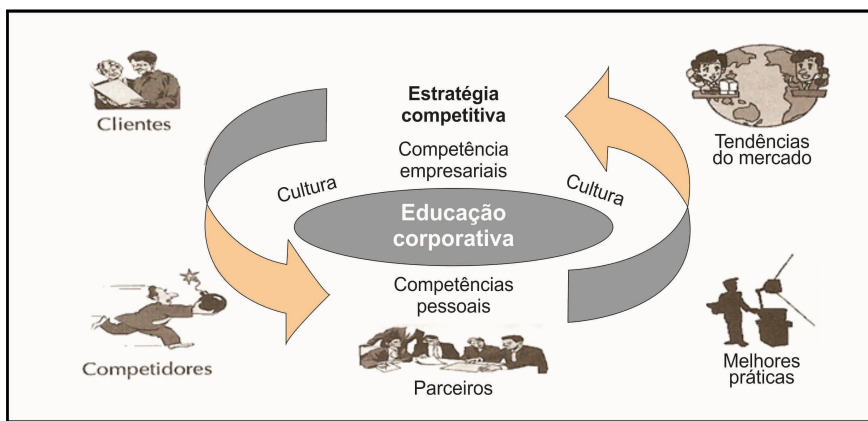 Clientes
Estratégia
competitiva
Tendências
do mercado
Competência
empresariais
Cultura
Cultura
Educação
corporativa
Competências
pessoais
Competidores
Parceiros
Melhores
práticas